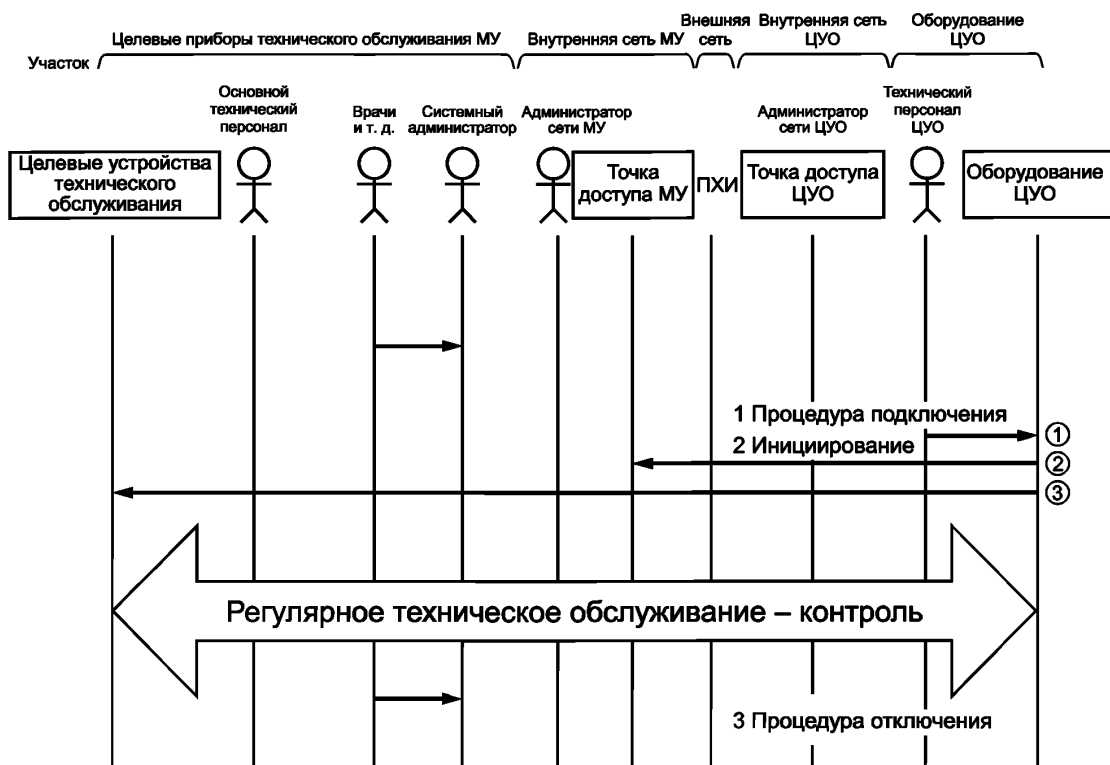 Целевые приборы технического обслуживания МУ
Внутренняя сеть МУ
Внешняя
сеть
Внутренняя сеть
ЦУО
Оборудование
ЦУО
Участок
Основной
технический
персонал
Врачи
и т. д.
Системный
администратор
Администратор
сети МУ
Администратор
сети ЦУО
Технический
персонал
ЦУО
Целевые устройства
технического
обслуживания
Точка
доступа МУ
ПХИ
Точка доступа
ЦУО
Оборудование
ЦУО
1 Процедура подключения
①
2 Инициирование
②
③
Регулярное техническое обслуживание – контроль
3 Процедура отключения